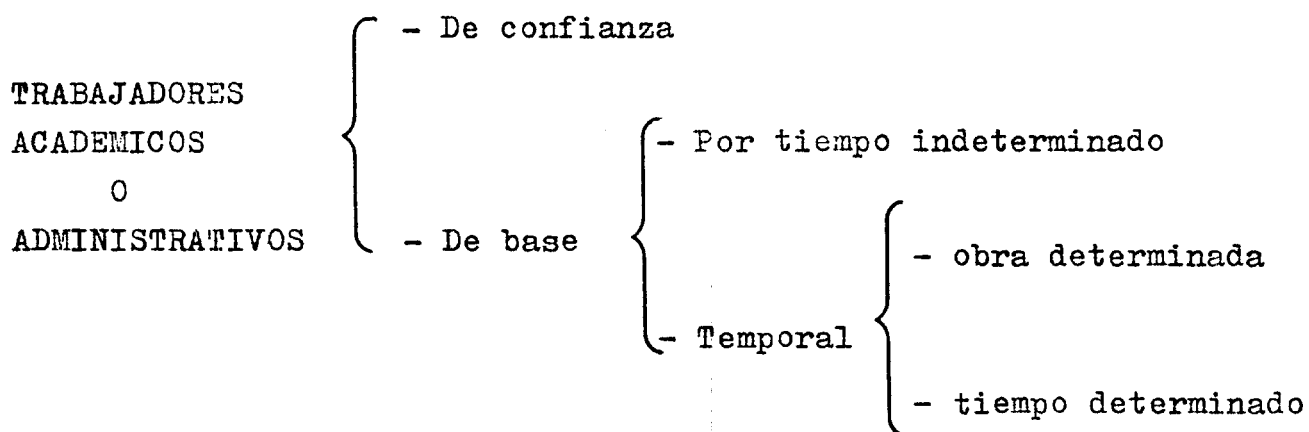 - De confianza
TRABAJADORES
ACADEMICOS
O
ADMINISTRATIVOS
- De base
- Por tiempo indeterminado
- Temporal
- obra determinada
- tiempo determinado